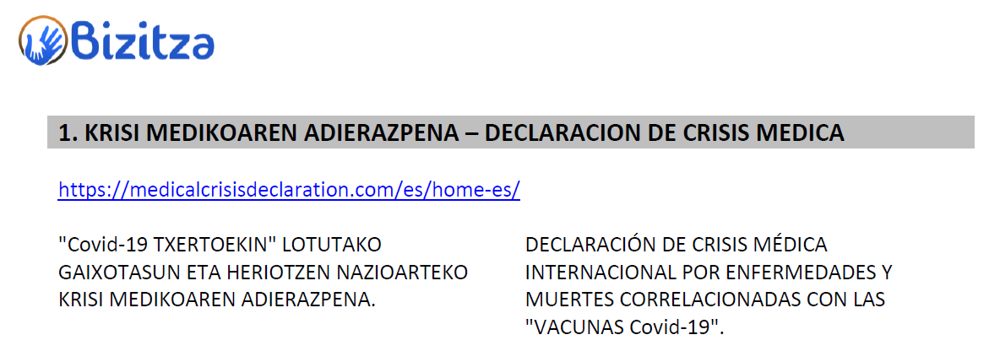 Bizitza
1. KRISI MEDIKOAREN ADIERAZPENA – DECLARACION DE CRISIS MEDICA
https://medicalcrisisdeclaration.com/es/home-es/
"Covid-19 TXERTOEKIN" LOTUTAKO
GAIXOTASUN ETA HERIOTZEN NAZIOARTEKO
KRISI MEDIKOAREN ADIERAZPENA.
DECLARACIÓN DE CRISIS MÉDICA
INTERNACIONAL POR ENFERMEDADES Y
MUERTES CORRELACIONADAS CON LAS
"VACUNAS Covid-19".